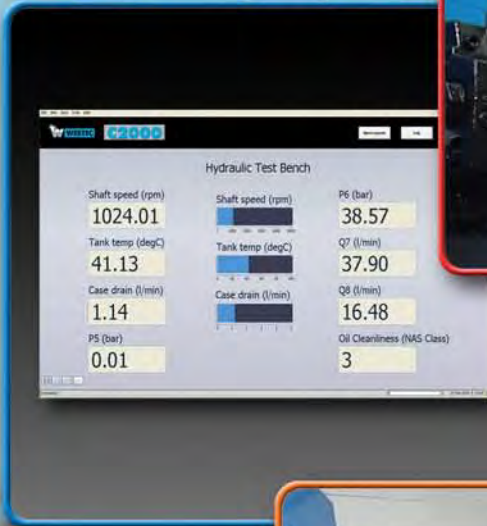 WEBTEC C2000
Hydraulic Test Bench
Shaft speed (rpm)
1024.01
Tank temp (degC)
41.13
Case drain (l/min)
1.14
P5 (bar)
0.01
Shaft speed (rpm)
Tank temp (degC)
Case drain (l/min)
P6 (bar)
38.57
Q7 (l/min)
37.90
Q8 (l/min)
16.48
Oil Cleanliness (NAS Class)
3